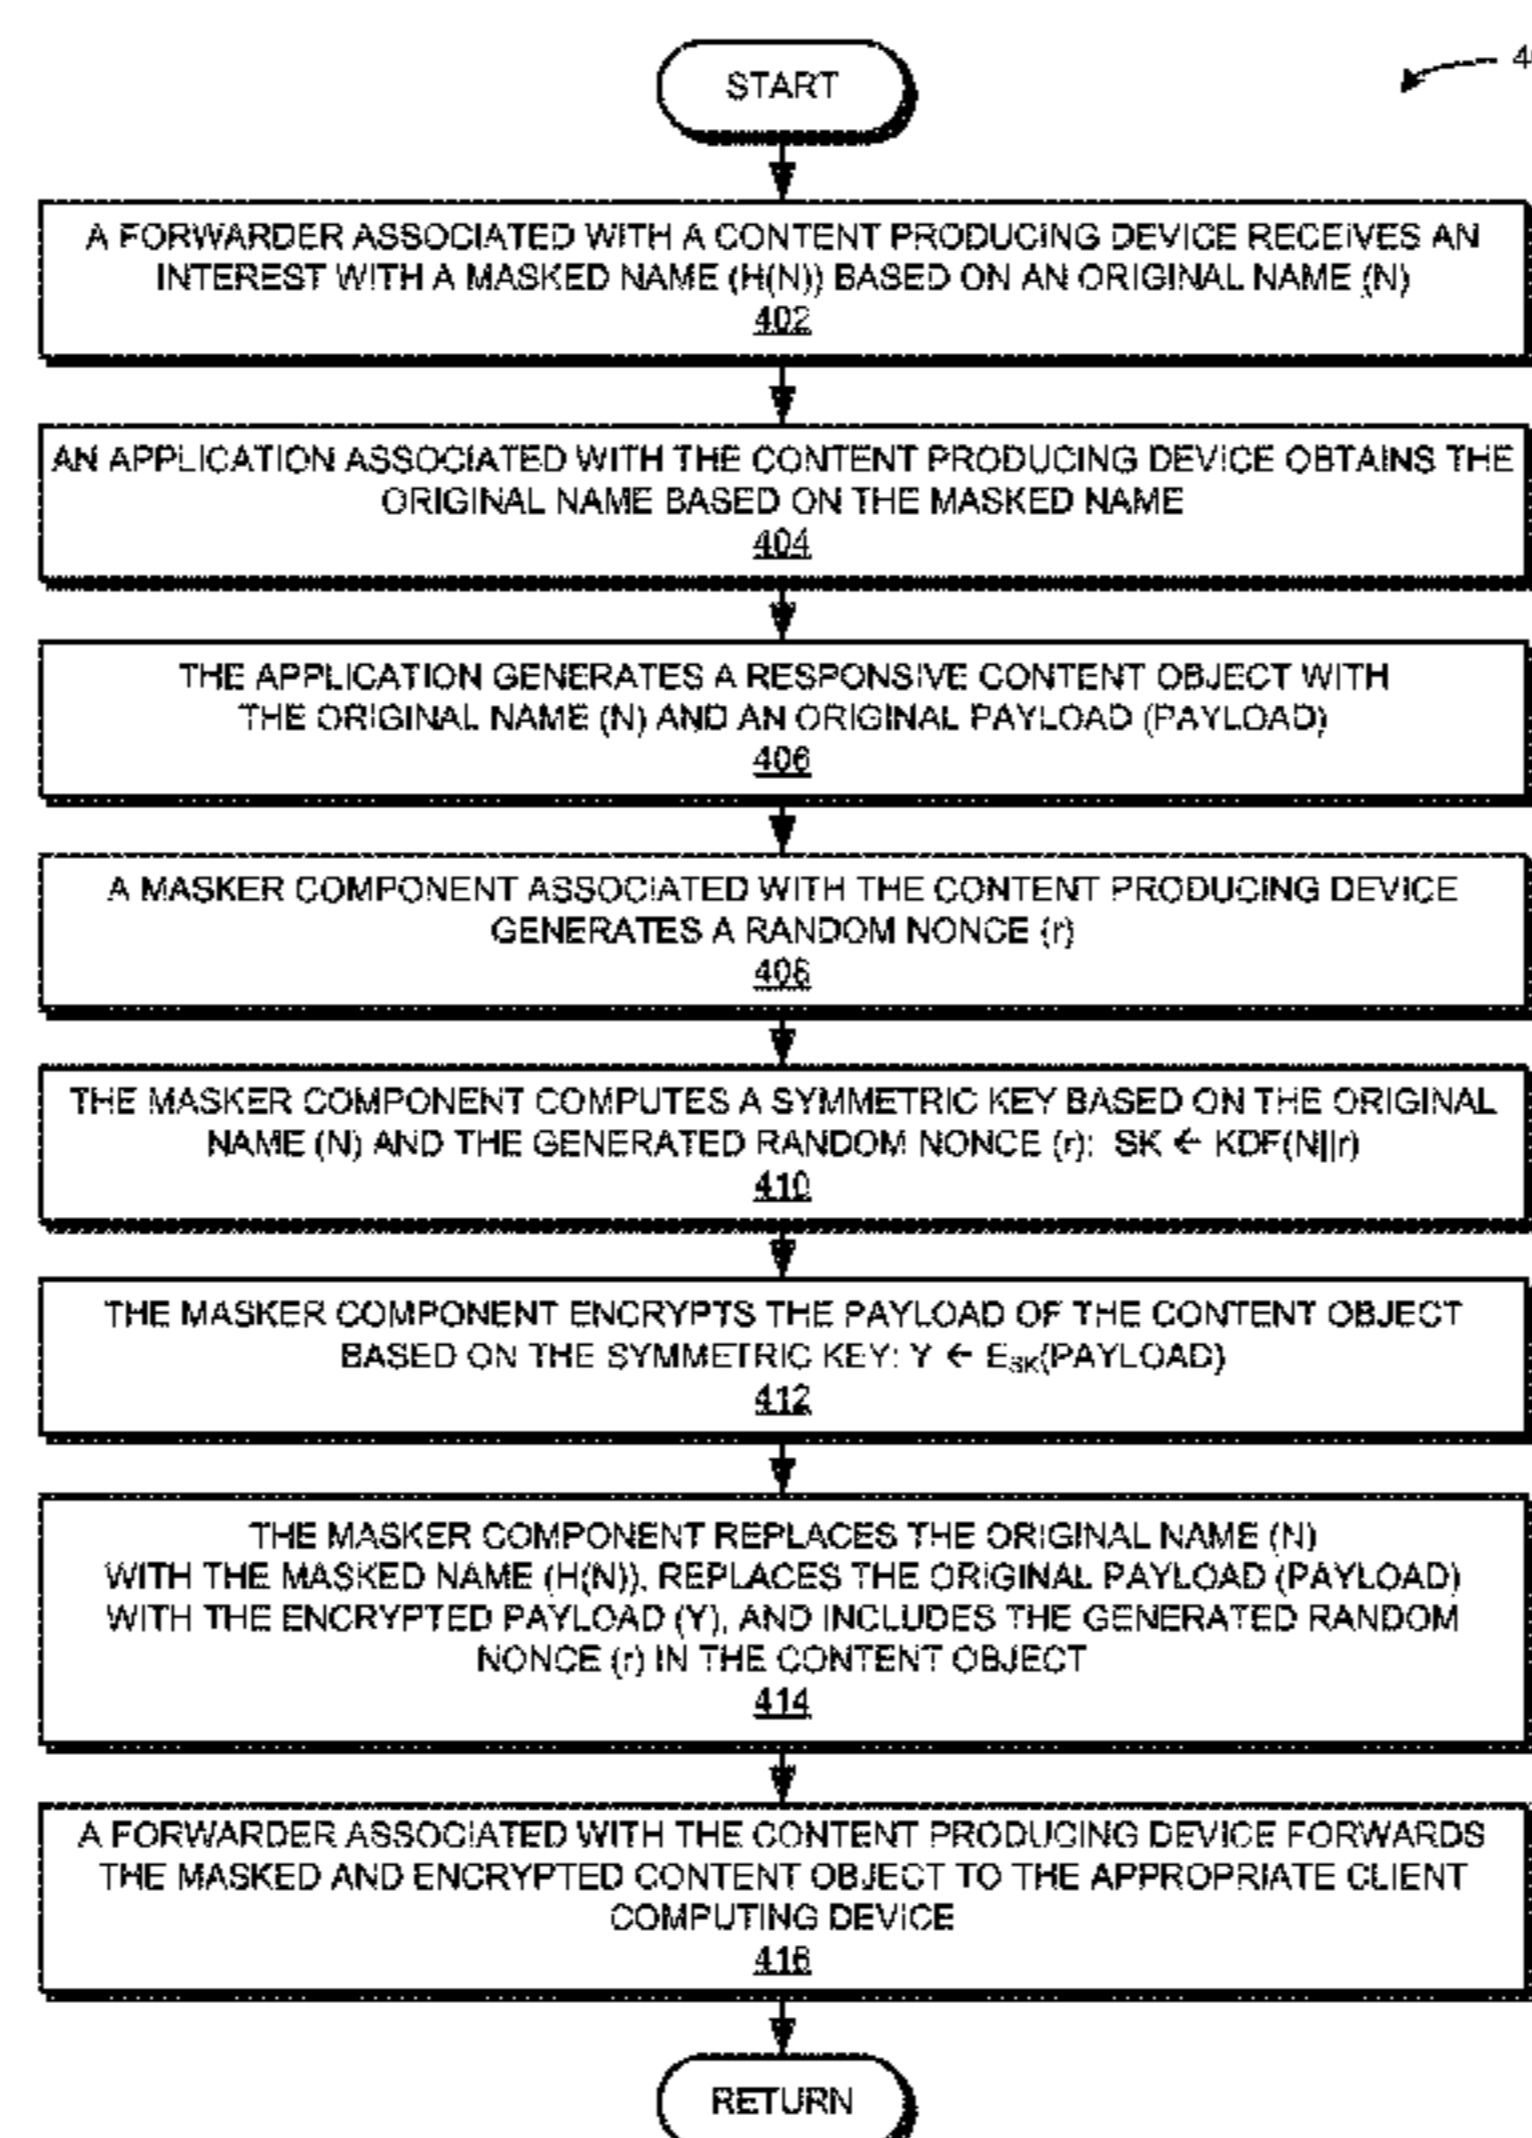 START
A FORWARDER ASSOCIATED WITH A CONTENT PRODUCING DEVICE RECEIVES AN
INTEREST WITH A MASKED NAME (H(N)) BASED ON AN ORIGINAL NAME (N)
402
AN APPLICATION ASSOCIATED WITH THE CONTENT PRODUCING DEVICE OBTAINS THE
ORIGINAL NAME BASED ON THE MASKED NAME
404
THE APPLICATION GENERATES A RESPONSIVE CONTENT OBJECT WITH
THE ORIGINAL NAME (N) AND AN ORIGINAL PAYLOAD (PAYLOAD)
406
A MASKER COMPONENT ASSOCIATED WITH THE CONTENT PRODUCING DEVICE
GENERATES A RANDOM NONCE (r)
408
THE MASKER COMPONENT COMPUTES A SYMMETRIC KEY BASED ON THE ORIGINAL
NAME (N) AND THE GENERATED RANDOM NONCE (r): SK ← KDF(N||r)
410
THE MASKER COMPONENT ENCRYPTS THE PAYLOAD OF THE CONTENT OBJECT
BASED ON THE SYMMETRIC KEY: Y ← E_SK(PAYLOAD)
412
THE MASKER COMPONENT REPLACES THE ORIGINAL NAME (N)
WITH THE MASKED NAME (H(N)), REPLACES THE ORIGINAL PAYLOAD (PAYLOAD)
WITH THE ENCRYPTED PAYLOAD (Y), AND INCLUDES THE GENERATED RANDOM
NONCE (r) IN THE CONTENT OBJECT
414
A FORWARDER ASSOCIATED WITH THE CONTENT PRODUCING DEVICE FORWARDS
THE MASKED AND ENCRYPTED CONTENT OBJECT TO THE APPROPRIATE CLIENT
COMPUTING DEVICE
416
RETURN